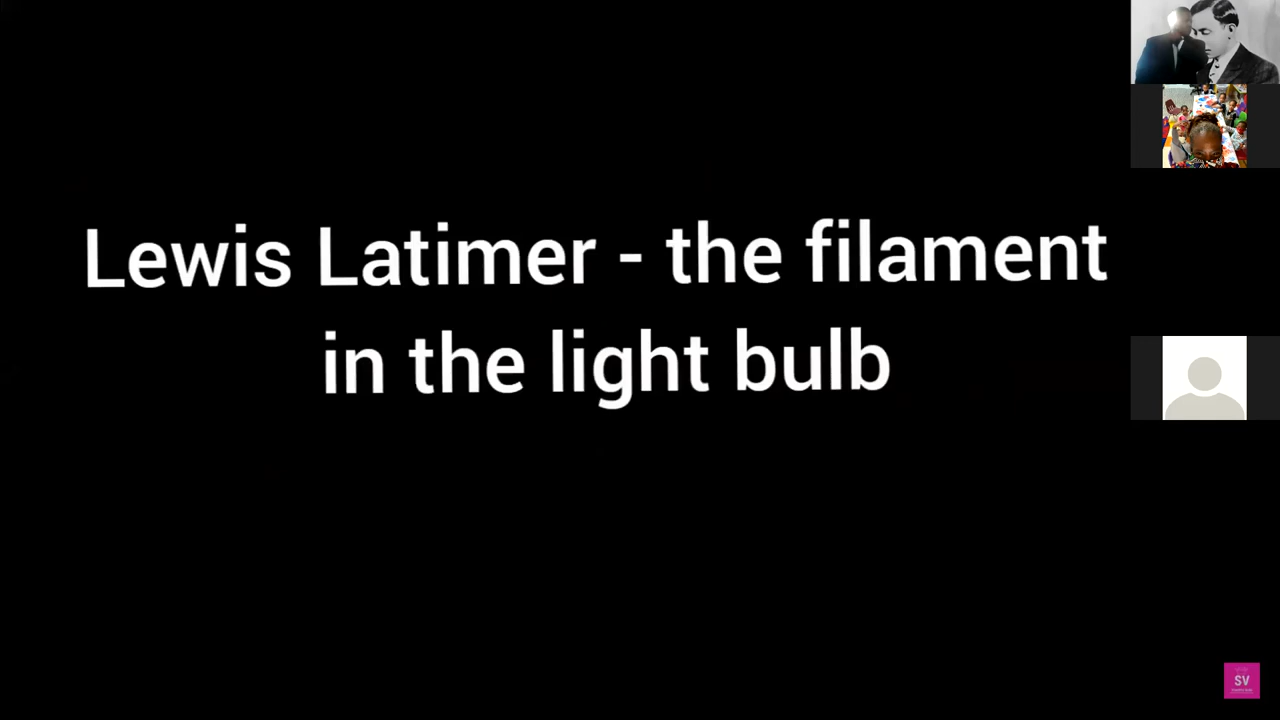 Lewis Latimer - the filament
in the light bulb
SV